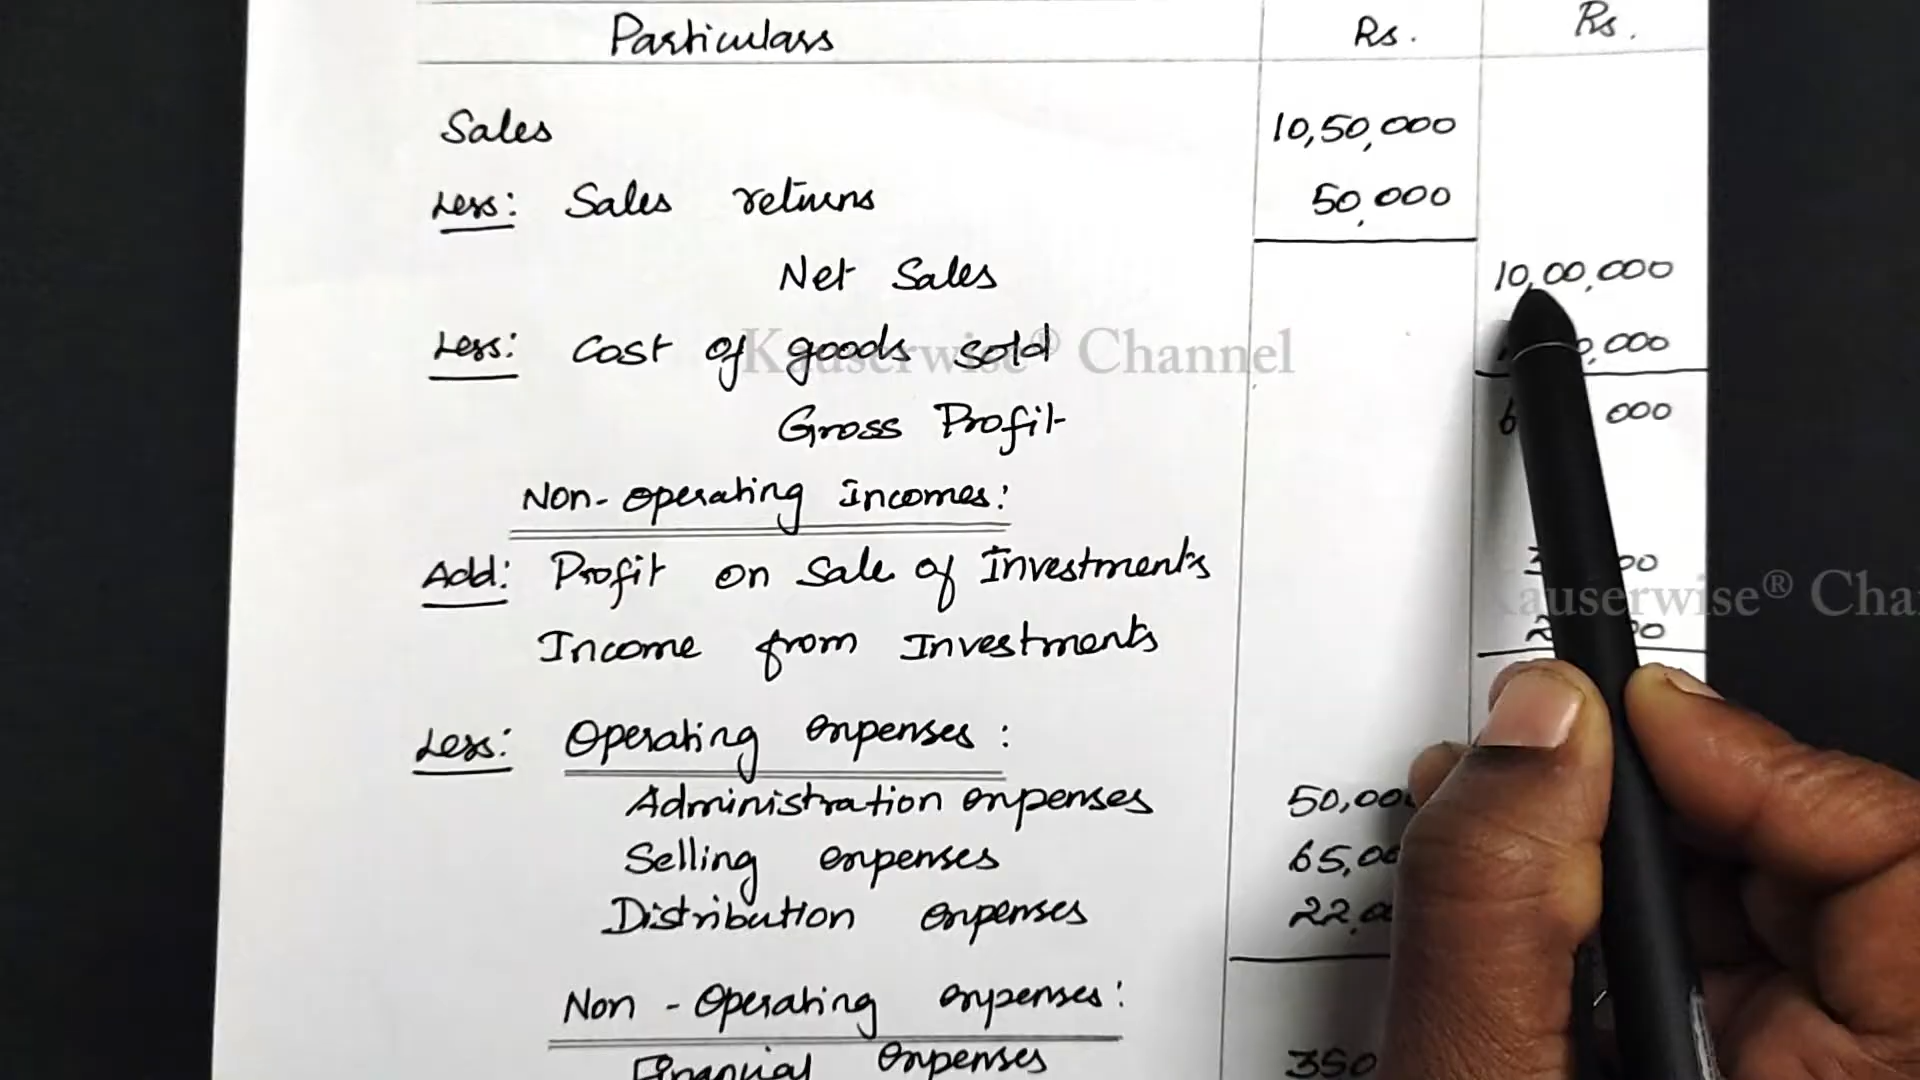 Particulars Rs. Rs.
Sales 10,50,000
Less: Sales returns 50,000
Net Sales 10,00,000
Less: Cost of goods sold
Kauserwise® Channel
Gross Profit
Non-Operating Incomes:
Add: Profit on Sale of Investments
Kauserwise® Cha
Income from Investments
Less: Operating expenses:
Administration expenses
Selling expenses
Distribution expenses
Non-Operating expenses:
Financial expenses